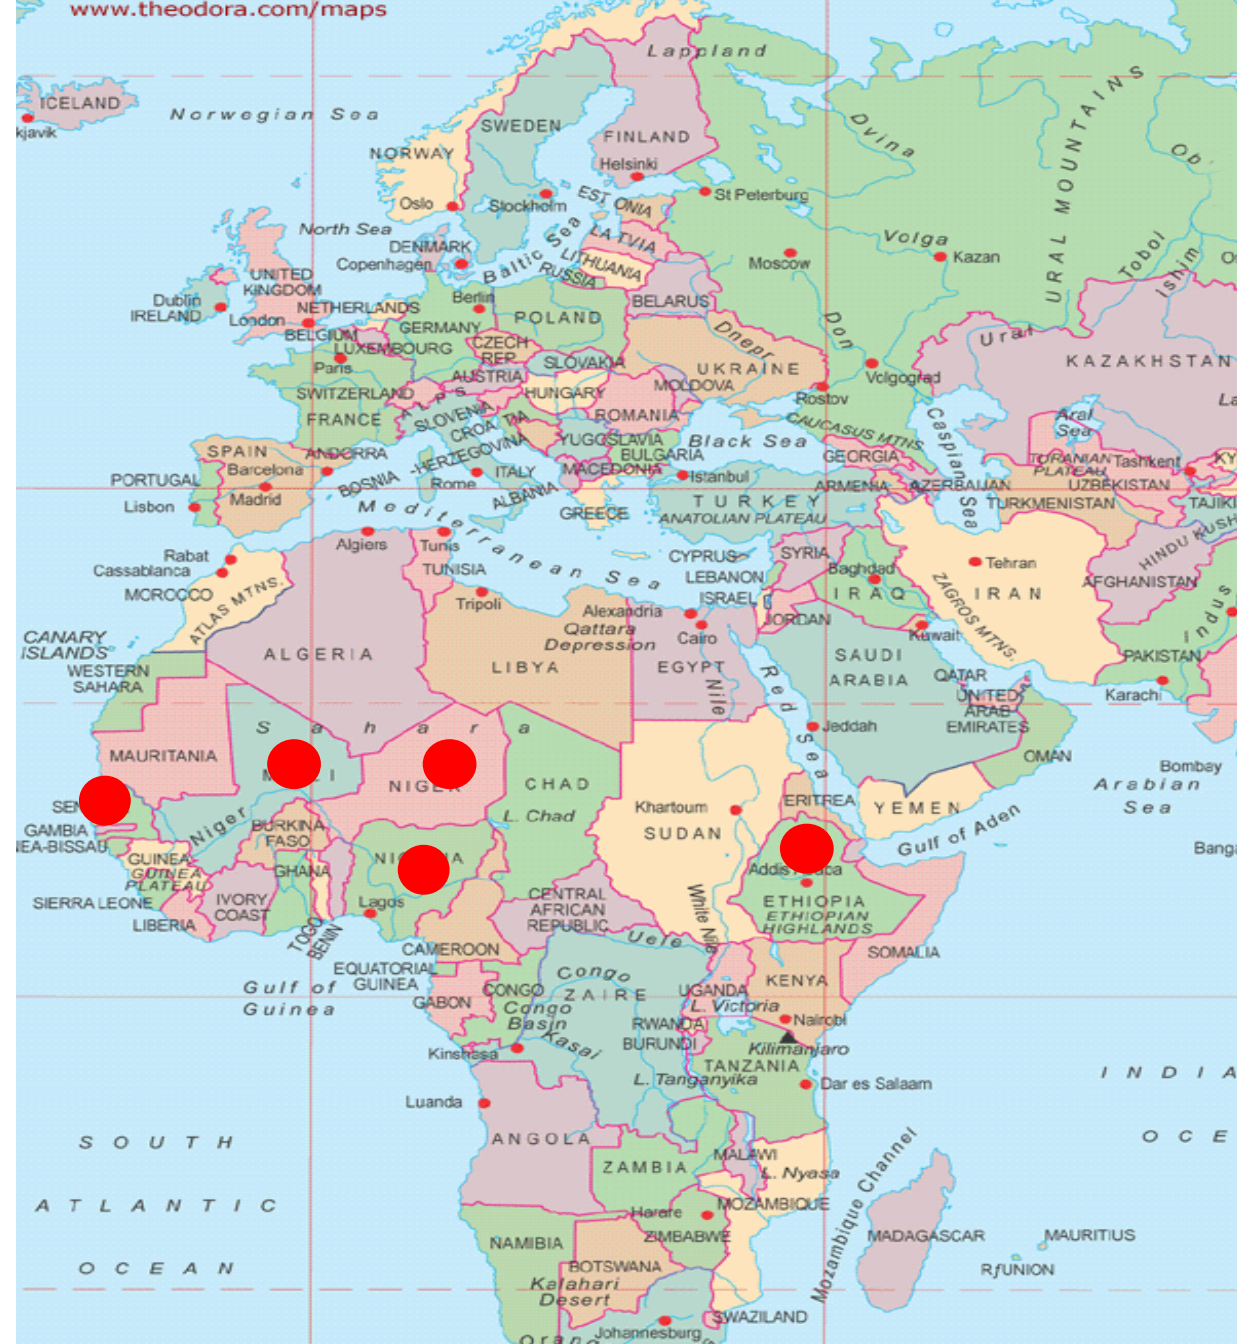 www.theodora.com/maps
Lappland
ICELAND
kjavik
Norwegian Sea
SWEDEN
FINLAND
NORWAY
Helsinki
Oslo
Stockholm
ESTONIA
St Peterburg
Dvina
URAL MOUNTAINS
Ob'
North Sea
DENMARK
Copenhagen
Baltic Sea
LATVIA
LITHUANIA
RUSSIA
Moscow
Volga
Kazan
Tobol
Ishim
UNITED
KINGDOM
Dublin
IRELAND
London
NETHERLANDS
Berlin
BELGIUM
GERMANY
POLAND
BELARUS
LUXEMBOURG
Paris
CZECH
REP
SLOVAKIA
Dnepr
UKRAINE
Don
Ural
KAZAKHSTAN
AUSTRIA
SWITZERLAND
ALPS
HUNGARY
MOLDOVA
Volgograd
Rostov
FRANCE
SLOVENIA
CROATIA
ROMANIA
CAUCASUS MTNS
Caspian Sea
Aral
Sea
SPAIN
ANDORRA
BOSNIA
-HERZEGOVINA
YUGOSLAVIA
BULGARIA
Black Sea
GEORGIA
TURANIAN
PLATEAU
Tashkent
KY
PORTUGAL
Barcelona
Rome
ITALY
MACEDONIA
Istanbul
ARMENIA
AZERBAIJAN
UZBEKISTAN
Lisbon
Madrid
ALBANIA
GREECE
TURKEY
ANATOLIAN PLATEAU
TURKMENISTAN
TAJIKI
Mediterranean Sea
HINDU KUSH
Rabat
Cassablanca
Algiers
Tunis
TUNISIA
CYPRUS
SYRIA
LEBANON
Baghdad
Tehran
AFGHANISTAN
MOROCCO
ATLAS MTNS.
Tripoli
Alexandria
ISRAEL
IRAQ
ZAGROS MTNS.
IRAN
Indus
JORDAN
CANARY
ISLANDS
Qattara
Depression
Cairo
Kuwait
WESTERN
SAHARA
ALGERIA
LIBYA
EGYPT
Nile
Red Sea
SAUDI
ARABIA
QATAR
PAKISTAN
Karachi
UNITED
ARAB
EMIRATES
Sahara
Jeddah
OMAN
MAURITANIA
NIGER
CHAD
Bombay
Arabian
Sea
SEN
Niger
L. Chad
Khartoum
SUDAN
ERITREA
YEMEN
Gulf of Aden
GAMBIA
EA-BISSAU
BURKINA
FASO
GUINEA
GUINEA
PLATEAU
GHANA
Addis
ETHIOPIA
ETHIOPIAN
HIGHLANDS
Banga
SIERRA LEONE
LIBERIA
IVORY
COAST
TOGO
BENIN
Lagos
CENTRAL
AFRICAN
REPUBLIC
White Nile
CAMEROON
Uele
SOMALIA
EQUATORIAL
GUINEA
Gulf of
Guinea
GABON
CONGO
Congo
Basin
Congo
ZAIRE
UGANDA
KENYA
L. Victoria
RWANDA
Nairobi
BURUNDI
Kilimanjaro
Kinshasa
Kasai
TANZANIA
L. Tanganyika
Dar es Salaam
INDIA
OCE
Luanda
ANGOLA
SOUTH
ATLANTIC
OCEAN
ZAMBIA
MALAWI
L. Nyasa
Mozambique Channel
MOZAMBIQUE
Harare
ZIMBABWE
MADAGASCAR
MAURITIUS
RƒUNION
NAMIBIA
BOTSWANA
Kalahari
Desert
SWAZILAND
Johannesburg
Orang